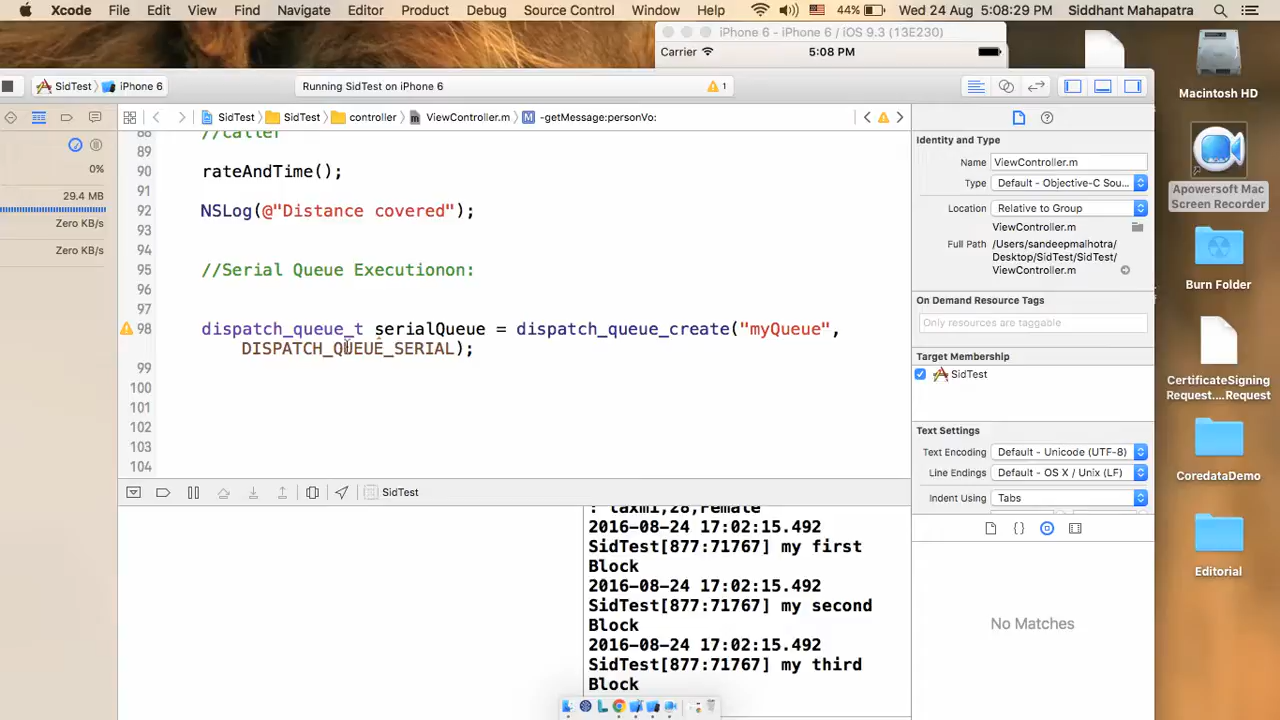 Xcode File Edit View Find Navigate Editor Product Debug Source Control Window Help 44% Wed 24 Aug 5:08:29 PM Siddhant Mahapatra
iPhone 6 - iPhone 6 / iOS 9.3 (13E230)
Carrier 5:08 PM
SidTest iPhone 6 Running SidTest on iPhone 6 1
SidTest SidTest controller ViewController.m M -getMessage:personVo:
0%
29.4 MB
Zero KB/s
Zero KB/s
88 //caller
89
90 rateAndTime();
91
92 NSLog(@"Distance covered");
93
94
95 //Serial Queue Executionon:
96
97
98 dispatch_queue_t serialQueue = dispatch_queue_create("myQueue",
DISPATCH_QUEUE_SERIAL);
99
100
101
102
103
104
SidTest
: laxmi,28,Female
2016-08-24 17:02:15.492
SidTest[877:71767] my first
Block
2016-08-24 17:02:15.492
SidTest[877:71767] my second
Block
2016-08-24 17:02:15.492
SidTest[877:71767] my third
Block
Identity and Type
Name ViewController.m
Type Default - Objective-C Sou...
Location Relative to Group
ViewController.m
Full Path /Users/sandeepmalhotra/
Desktop/SidTest/SidTest/
ViewController.m
On Demand Resource Tags
Only resources are taggable
Target Membership
SidTest
Text Settings
Text Encoding Default - Unicode (UTF-8)
Line Endings Default - OS X / Unix (LF)
Indent Using Tabs
{ }
No Matches
Macintosh HD
Apowersoft Mac
Screen Recorder
Burn Folder
CertificateSigning
Request....Request
CoredataDemo
Editorial